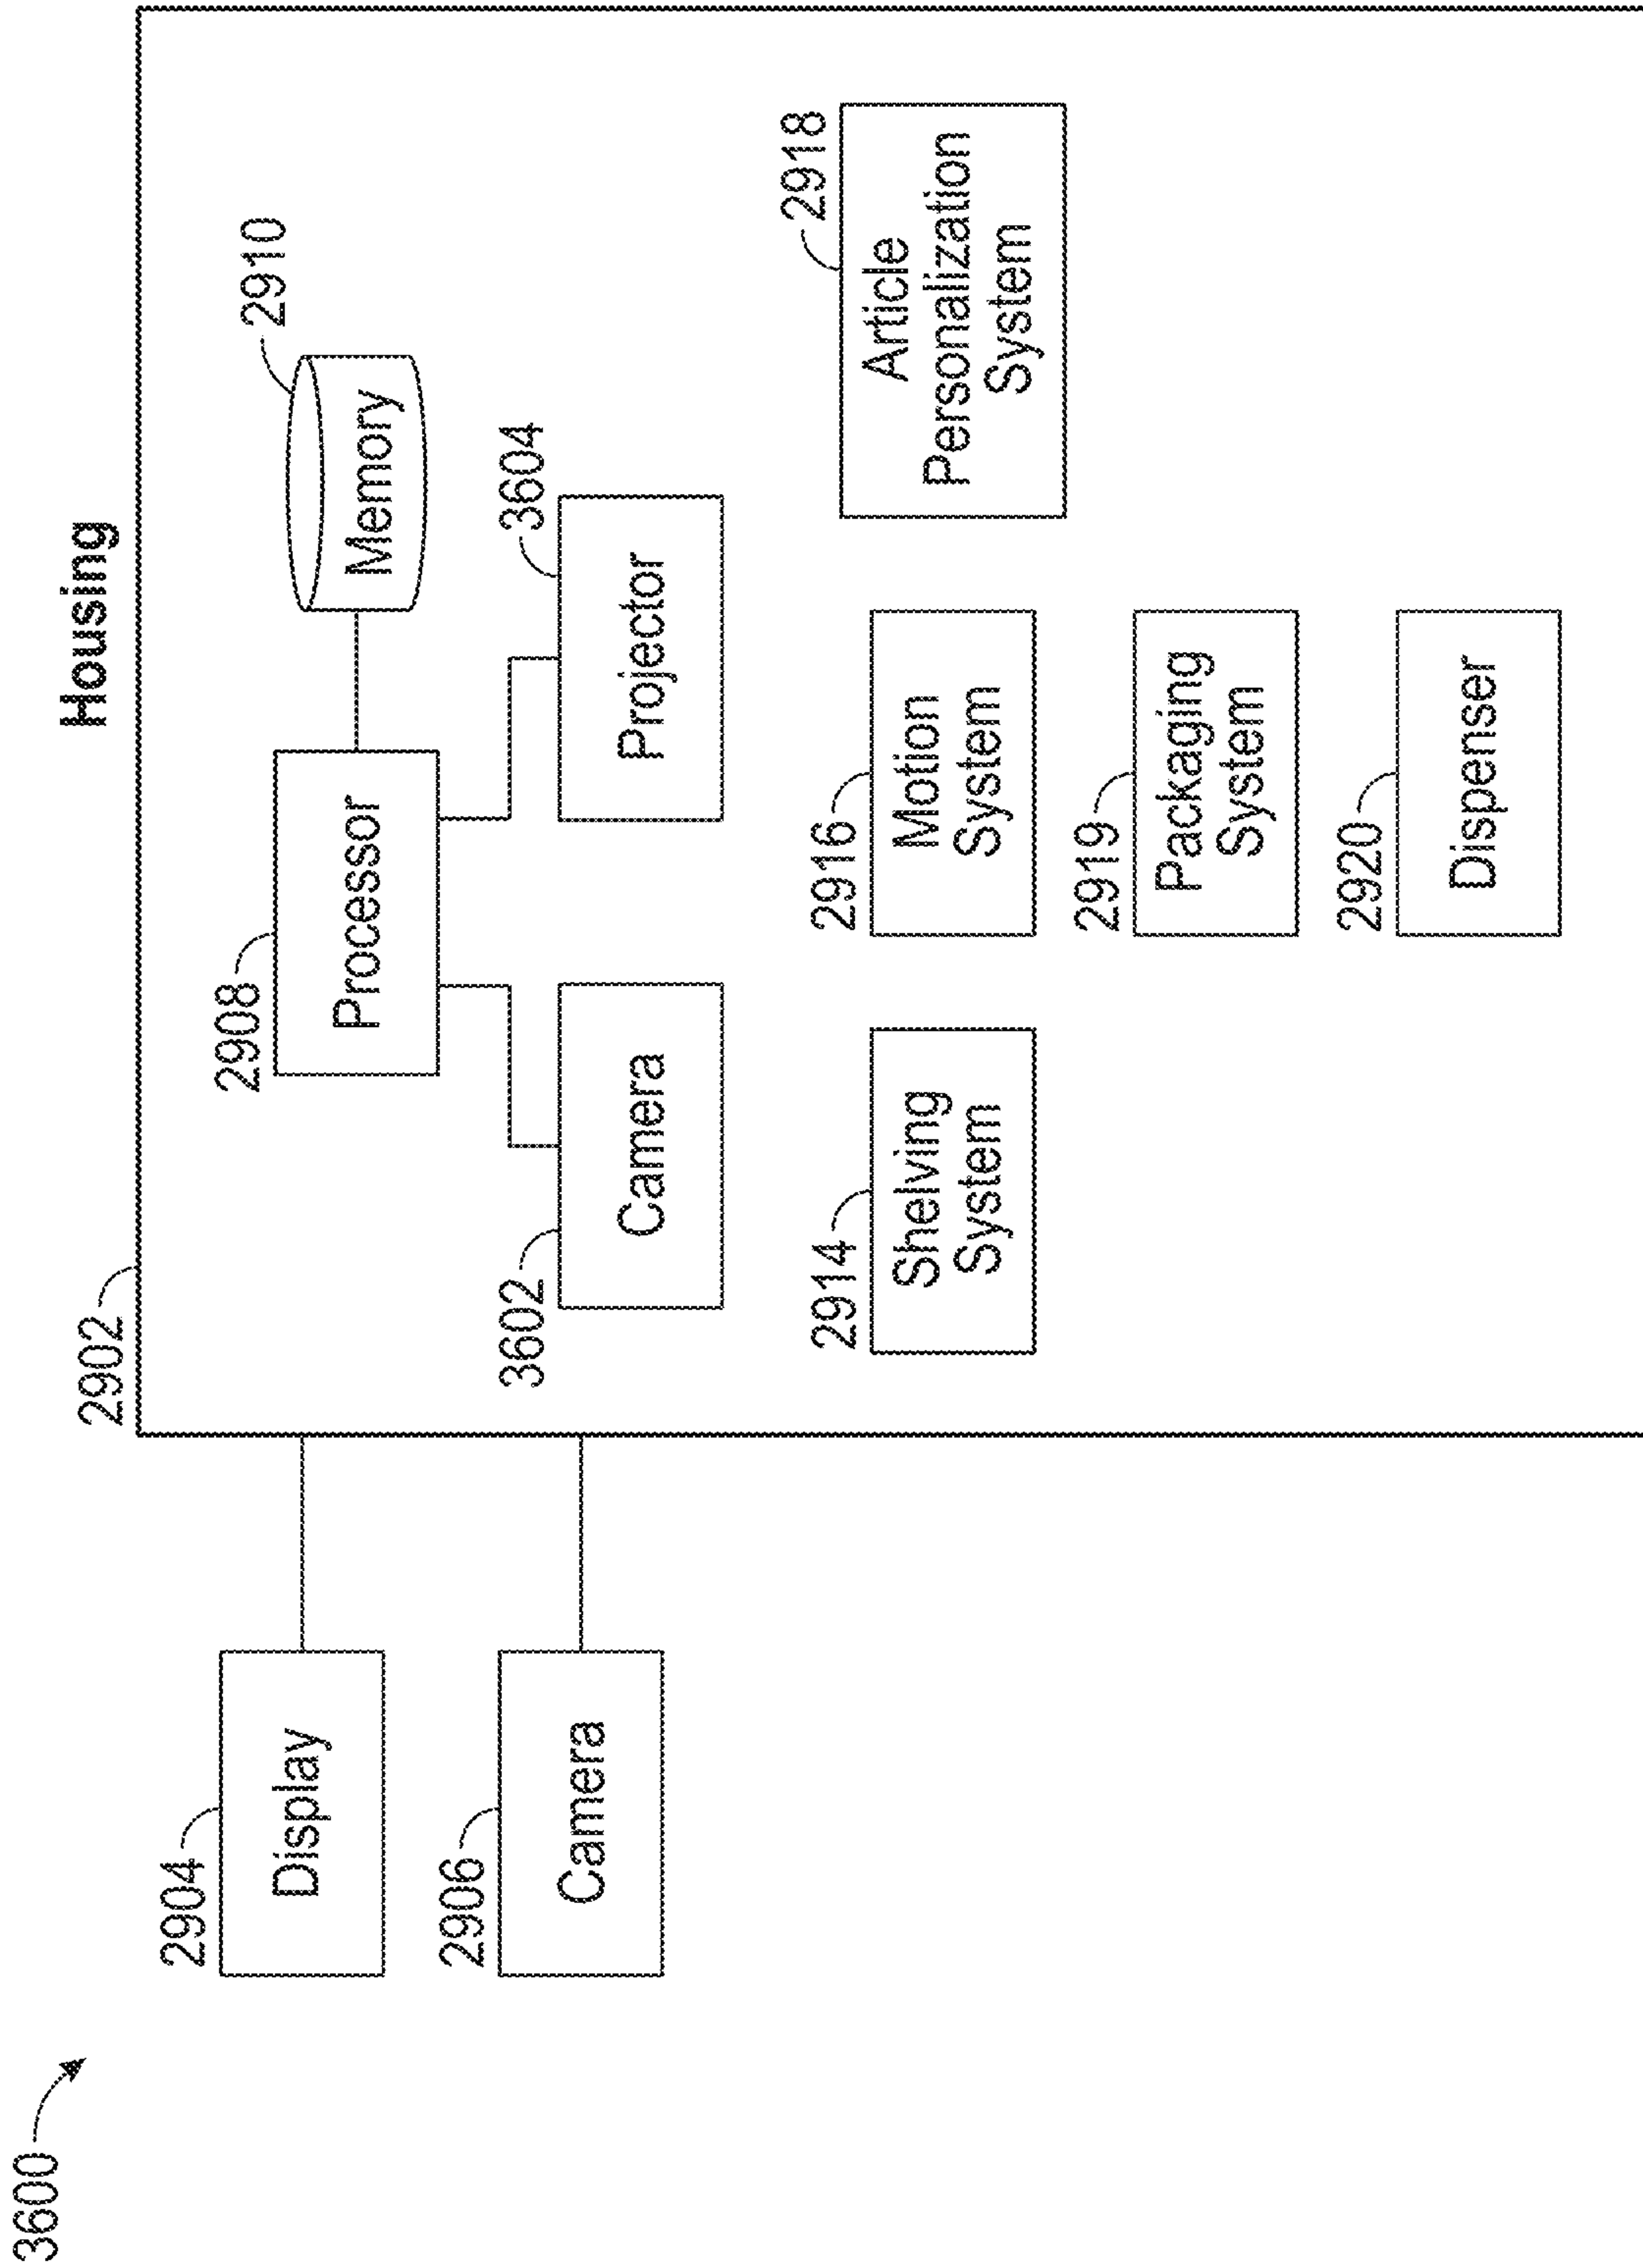 3600
Housing
2902
2904
Display
2906
Camera
2908
Processor
2910
Memory
3602
Camera
3604
Projector
2914
Shelving
System
2916
Motion
System
2918
Article
Personalization
System
2919
Packaging
System
2920
Dispenser